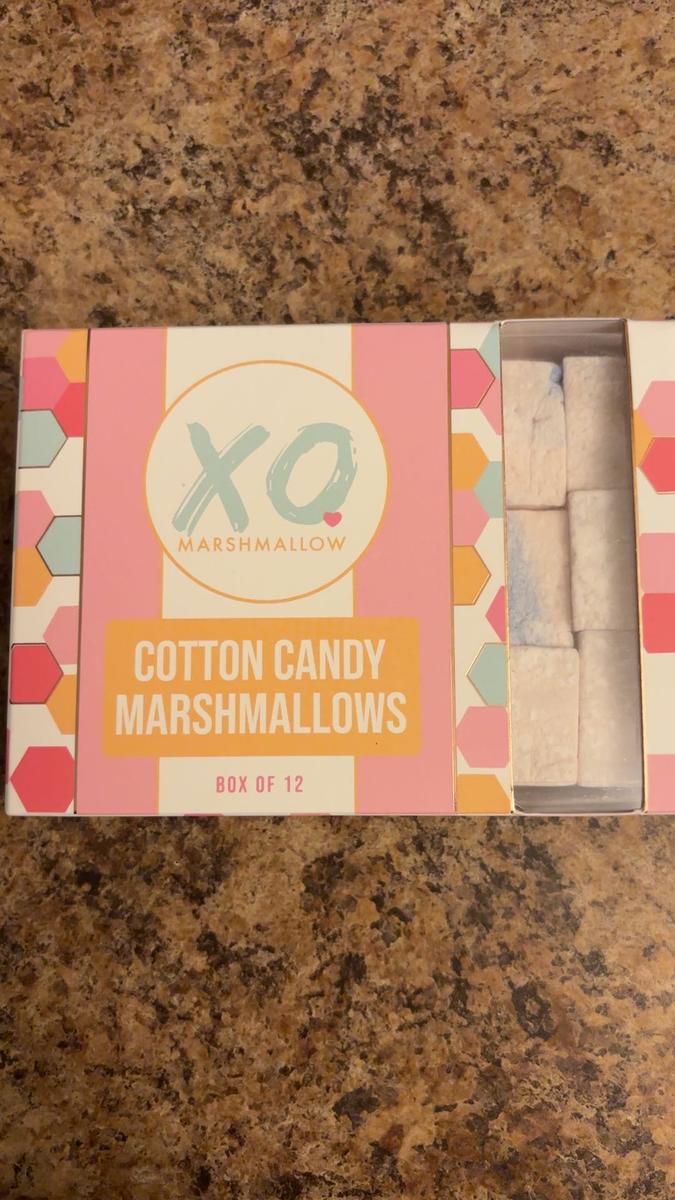 XO
MARSHMALLOW
COTTON CANDY
MARSHMALLOWS
BOX OF 12